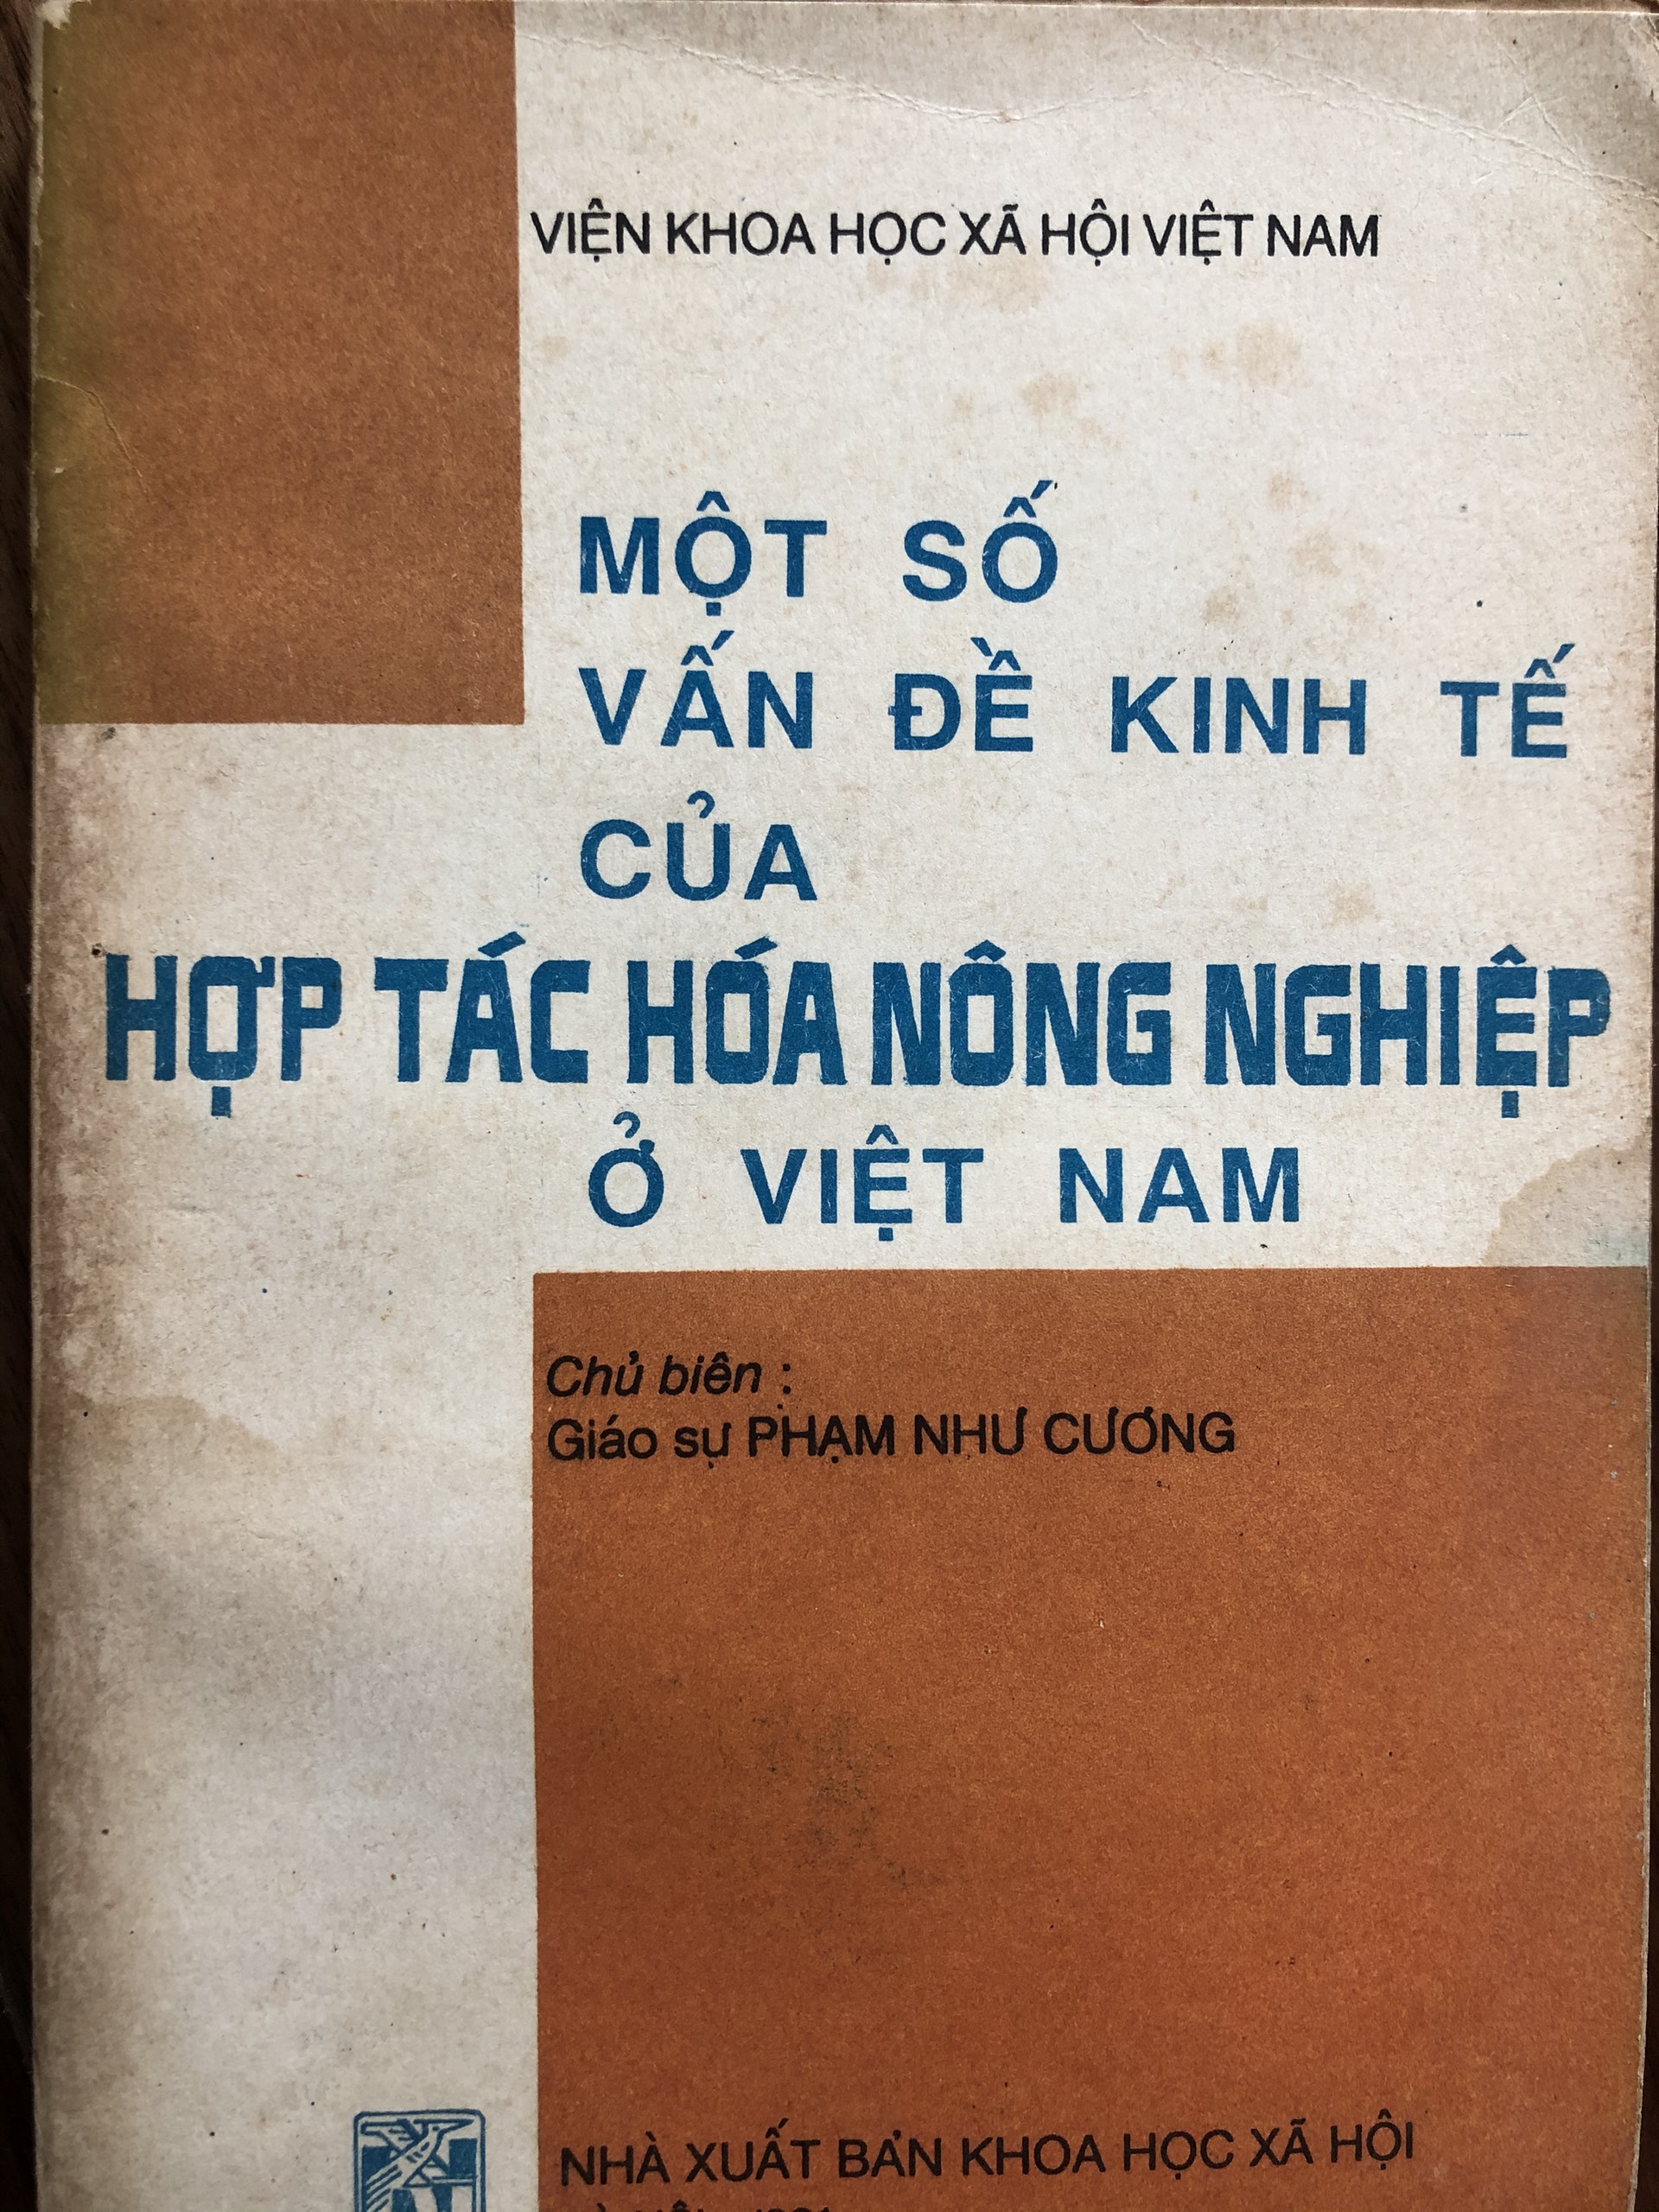 VIỆN KHOA HỌC XÃ HỘI VIỆT NAM
MỘT SỐ
VẤN ĐỀ KINH TẾ
CỦA
HỢP TÁC HÓA NÔNG NGHIỆP
Ở VIỆT NAM
Chủ biên :
Giáo sư PHẠM NHƯ CƯƠNG
NHÀ XUẤT BẢN KHOA HỌC XÃ HỘI